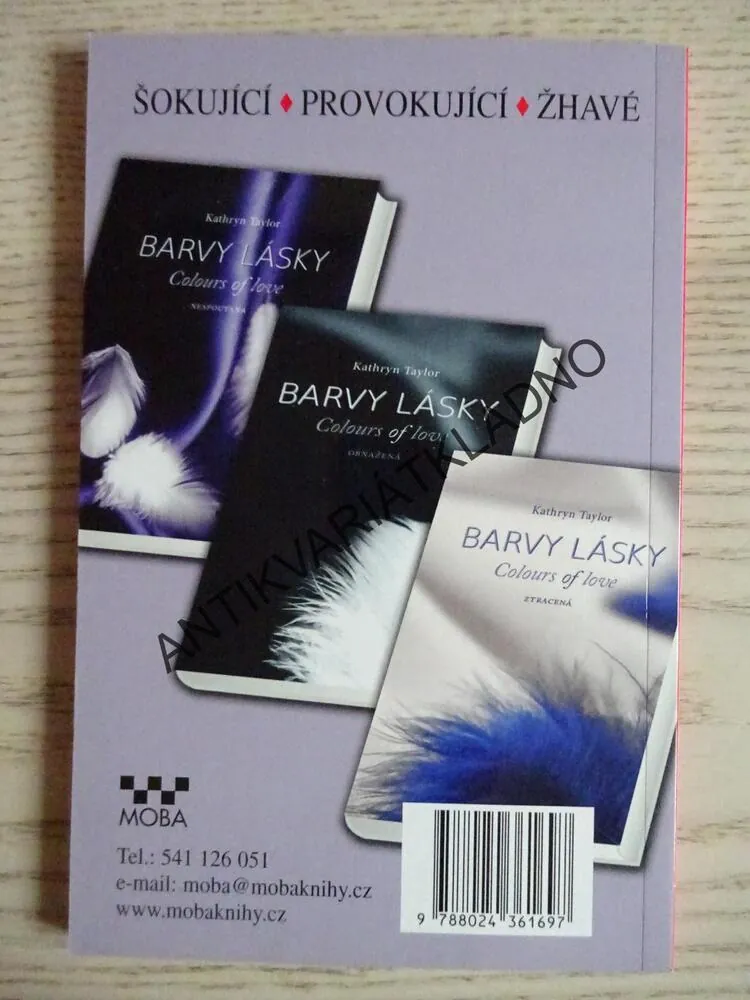 ŠOKUJÍCÍ ♦ PROVOKUJÍCÍ ♦ ŽHAVÉ
Kathryn Taylor
BARVY LÁSKY
Colours of love
NESPOUTANÁ
Kathryn Taylor
BARVY LÁSKY
Colours of love
OBNAŽENÁ
Kathryn Taylor
BARVY LÁSKY
Colours of love
ZTRACENÁ
ANTIKVARIÁTKLADNO
MOBA
Tel.: 541 126 051
e-mail: moba@mobaknihy.cz
www.mobaknihy.cz
9 788024 361697